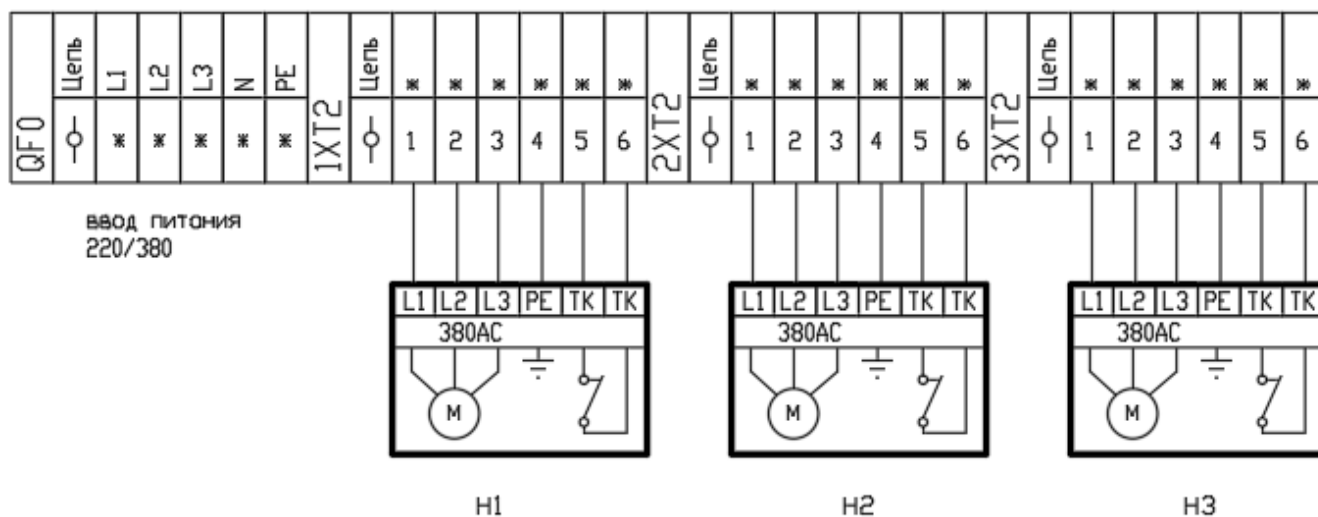 QF0 Цепь L1 L2 L3 N PE 1XT2 Цепь * * * * * * 2XT2 Цепь * * * * * * 3XT2 Цепь * * * * * *
* * * * * 1 2 3 4 5 6 1 2 3 4 5 6 1 2 3 4 5 6
ввод питания
220/380
L1 L2 L3 PE TK TK L1 L2 L3 PE TK TK L1 L2 L3 PE TK TK
380AC 380AC 380AC
M M M
H1 H2 H3